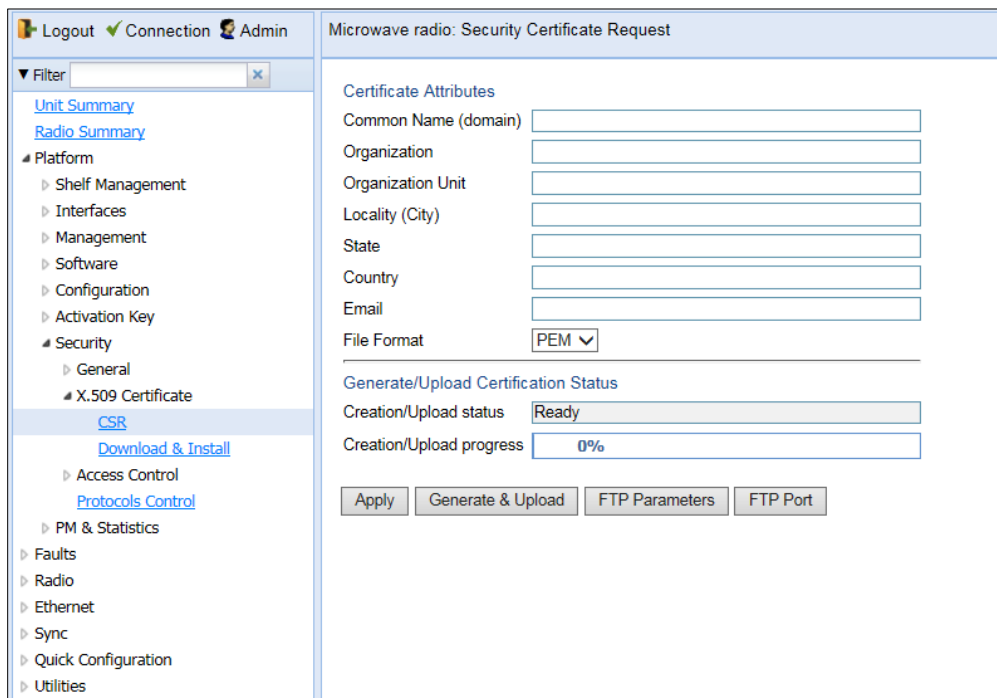 Logout Connection Admin
Filter
Unit Summary
Radio Summary
Platform
Shelf Management
Interfaces
Management
Software
Configuration
Activation Key
Security
General
X.509 Certificate
CSR
Download & Install
Access Control
Protocols Control
PM & Statistics
Faults
Radio
Ethernet
Sync
Quick Configuration
Utilities
Microwave radio: Security Certificate Request
Certificate Attributes
Common Name (domain)
Organization
Organization Unit
Locality (City)
State
Country
Email
File Format PEM
Generate/Upload Certification Status
Creation/Upload status Ready
Creation/Upload progress 0%
Apply Generate & Upload FTP Parameters FTP Port